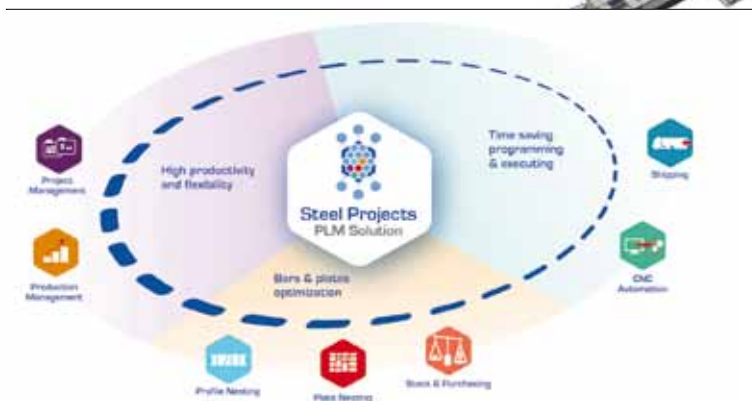 High productivity
and flexibility
Time saving
programming
& executing
Steel Projects
PLM Solution
Bars & plates
optimization
Project
Management
Production
Management
Profile Nesting
Plate Nesting
Stock & Purchasing
CNC
Automation
Shipping